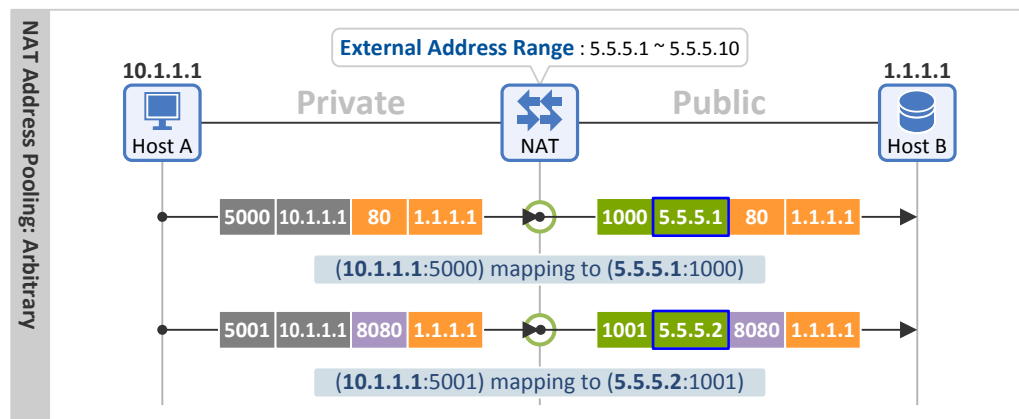 NAT Address Pooling: Arbitrary
External Address Range : 5.5.5.1 ~ 5.5.5.10
10.1.1.1
1.1.1.1
Private
Public
Host A
NAT
Host B
5000 10.1.1.1 80 1.1.1.1
1000 5.5.5.1 80 1.1.1.1
(10.1.1.1:5000) mapping to (5.5.5.1:1000)
5001 10.1.1.1 8080 1.1.1.1
1001 5.5.5.2 8080 1.1.1.1
(10.1.1.1:5001) mapping to (5.5.5.2:1001)